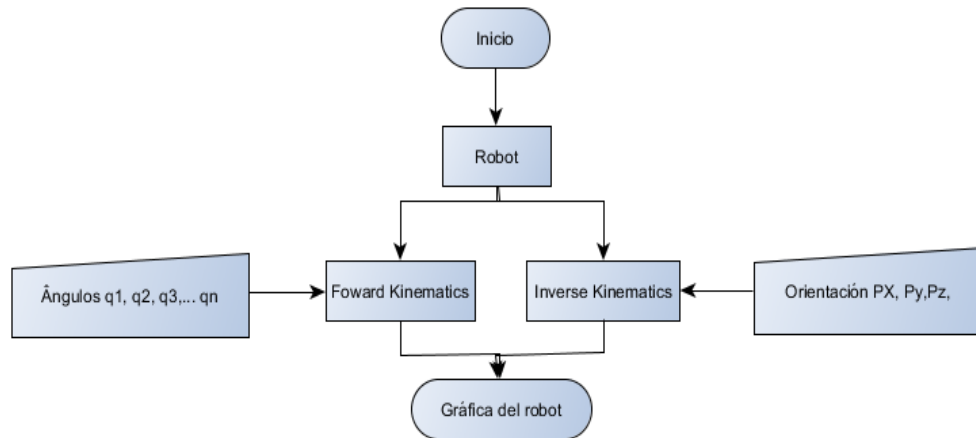 Inicio
Robot
Ângulos q1, q2, q3,... qn
Foward Kinematics
Inverse Kinematics
Orientación PX, Py,Pz,
Gráfica del robot